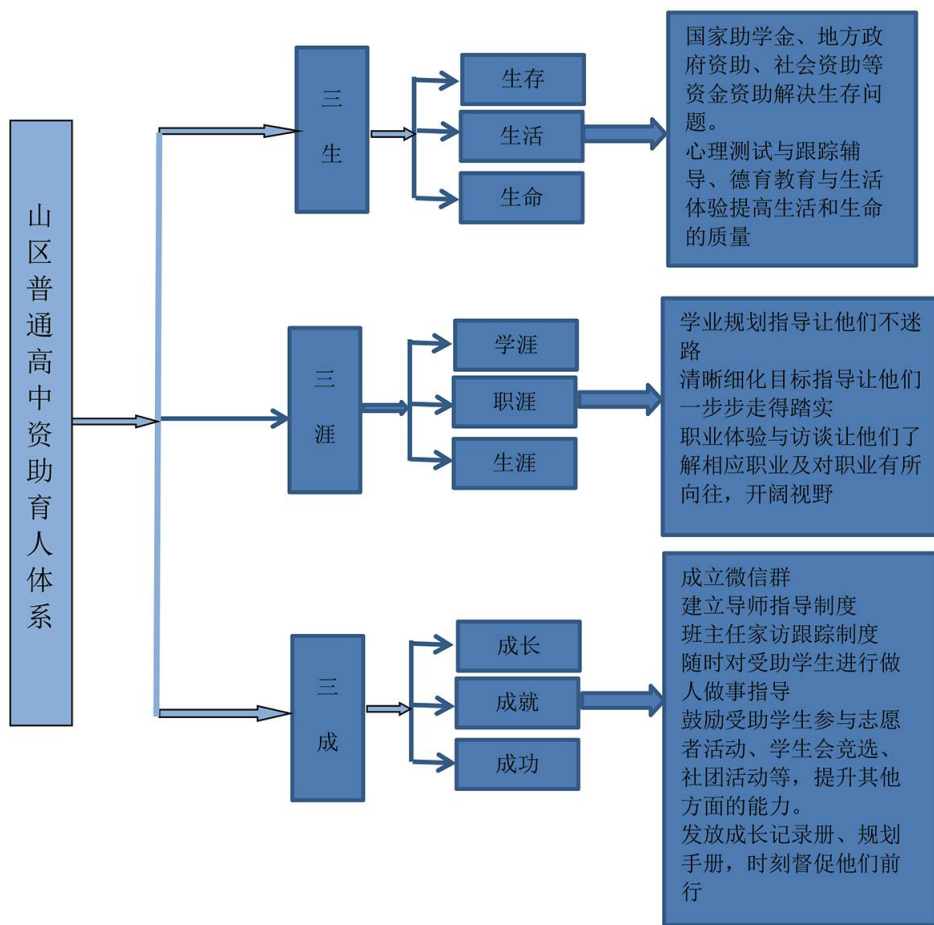 山区普通高中资助育人体系
三生
生存
生活
生命
国家助学金、地方政
府资助、社会资助等
资金资助解决生存问
题。
心理测试与跟踪辅
导、德育教育与生活
体验提高生活和生命
的质量
三涯
学涯
职涯
生涯
学业规划指导让他们不迷
路
清晰细化目标指导让他们
一步步走得踏实
职业体验与访谈让他们了
解相应职业及对职业有所
向往，开阔视野
三成
成长
成就
成功
成立微信群
建立导师指导制度
班主任家访跟踪制度
随时对受助学生进行做
人做事指导
鼓励受助学生参与志愿
者活动、学生会竞选、
社团活动等，提升其他
方面的能力。
发放成长记录册、规划
手册，时刻督促他们前
行